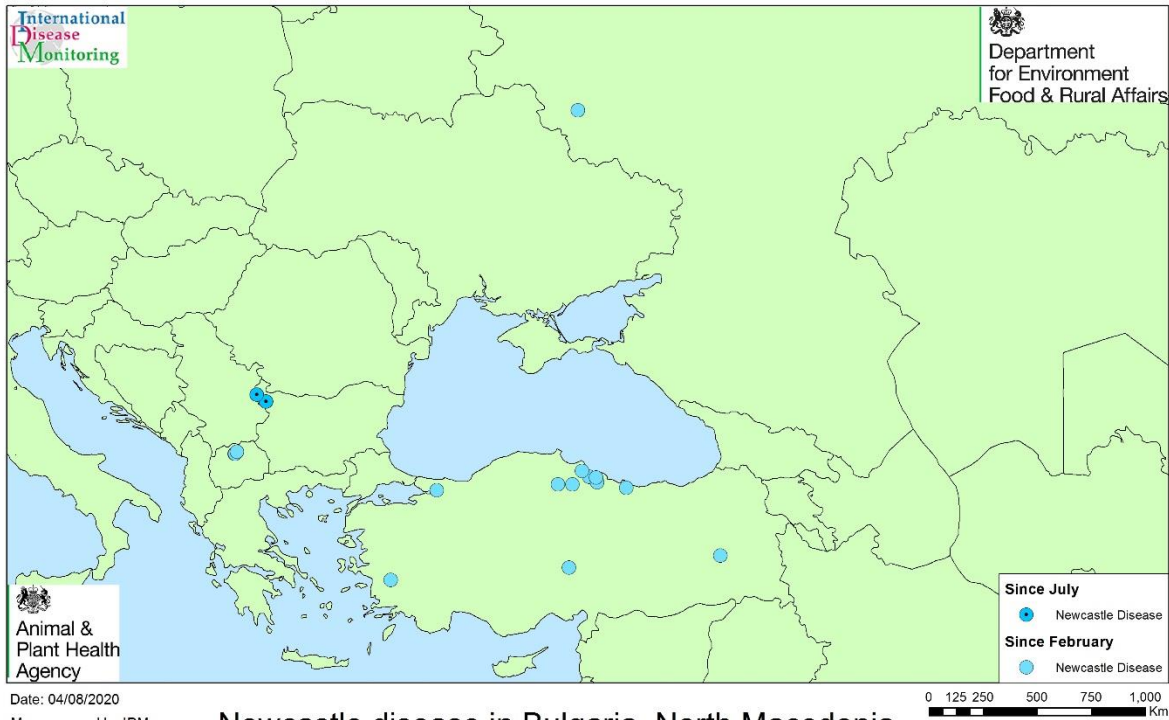 International
Disease
Monitoring
Department
for Environment
Food & Rural Affairs
Animal &
Plant Health
Agency
Since July
Newcastle Disease
Since February
Newcastle Disease
Date: 04/08/2020
0 125 250 500 750 1,000
Km
Newcastle disease in Bulgaria, North Macedonia